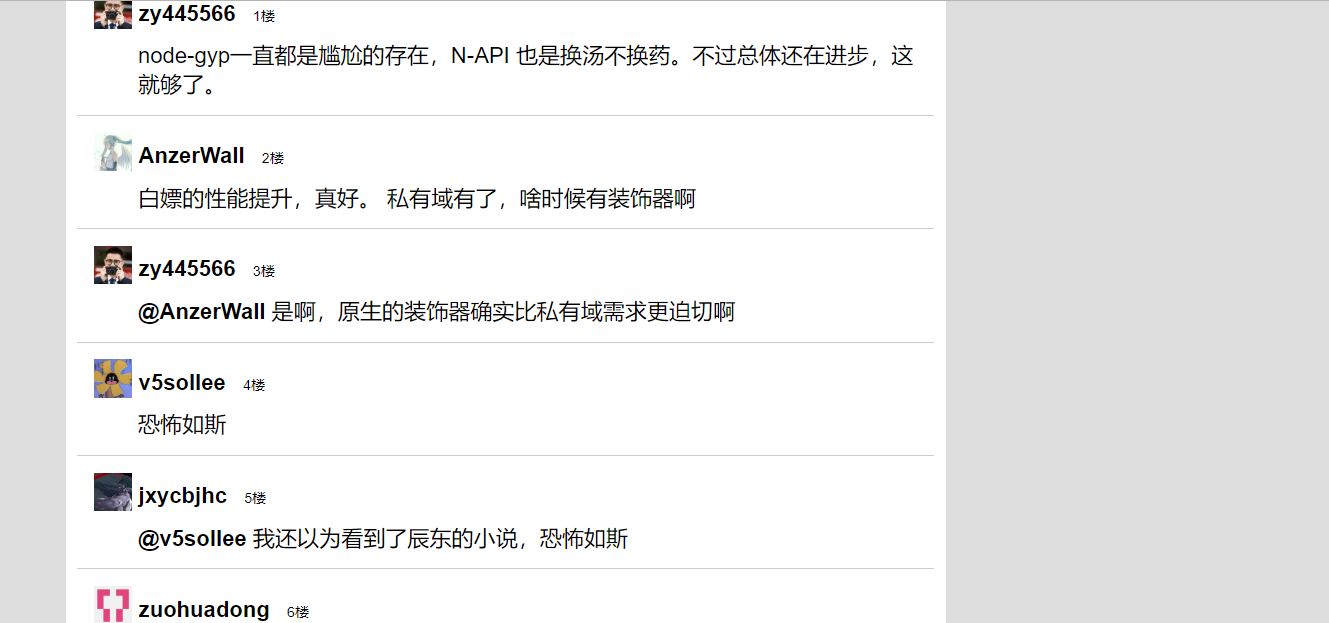 zy445566 1楼
node-gyp一直都是尴尬的存在，N-API 也是换汤不换药。不过总体还在进步，这
就够了。
AnzerWall 2楼
白嫖的性能提升，真好。 私有域有了，啥时候有装饰器啊
zy445566 3楼
@AnzerWall 是啊，原生的装饰器确实比私有域需求更迫切啊
v5sollee 4楼
恐怖如斯
jxycbjhc 5楼
@v5sollee 我还以为看到了辰东的小说，恐怖如斯
zuohuadong 6楼